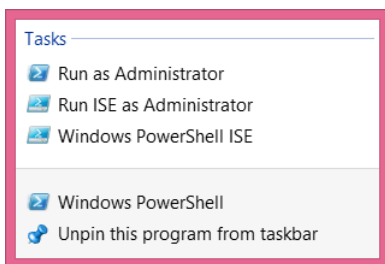 Tasks
Run as Administrator
Run ISE as Administrator
Windows PowerShell ISE
Windows PowerShell
Unpin this program from taskbar